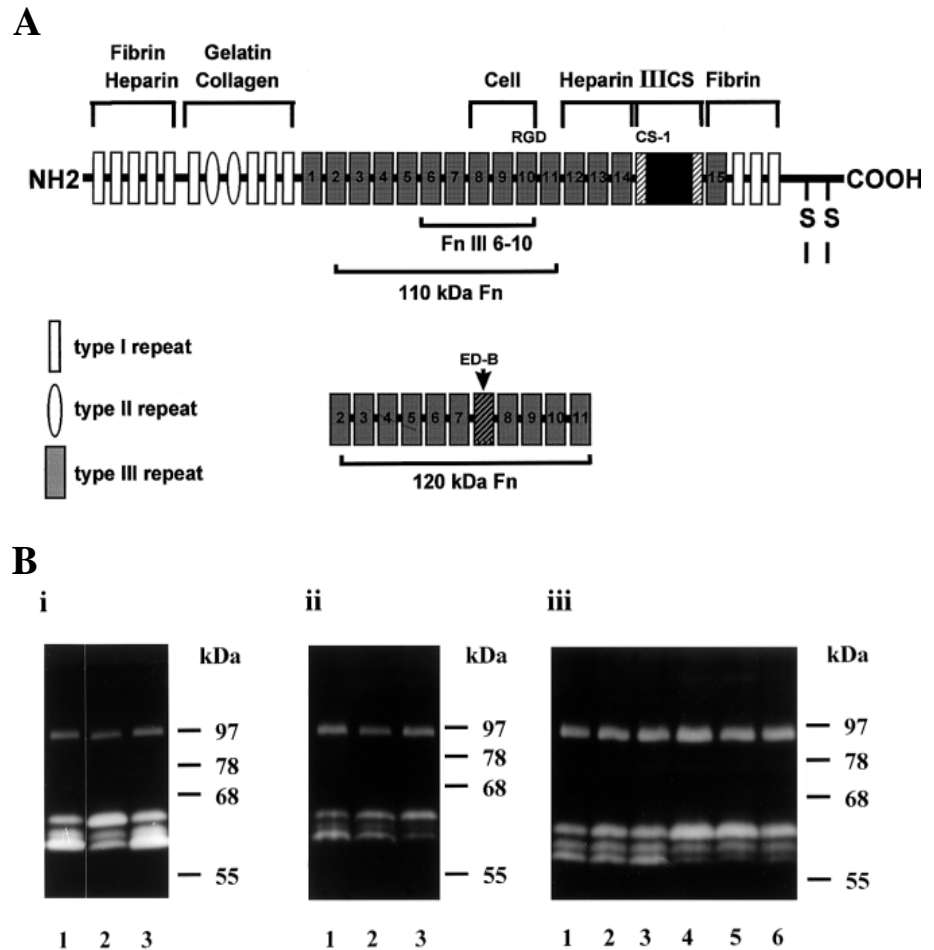 A
Fibrin Gelatin
Heparin Collagen Cell Heparin IIICS Fibrin
RGD CS-1
NH2 1 2 3 4 5 6 7 8 9 10 11 12 13 14 15 COOH
S S
Fn III 6-10
110 kDa Fn
type I repeat
ED-B
type II repeat
2 3 4 5 6 7 8 9 10 11
type III repeat
120 kDa Fn
B
i
kDa
97
78
68
55
1 2 3
ii
kDa
97
78
68
55
1 2 3
iii
kDa
97
78
68
55
1 2 3 4 5 6